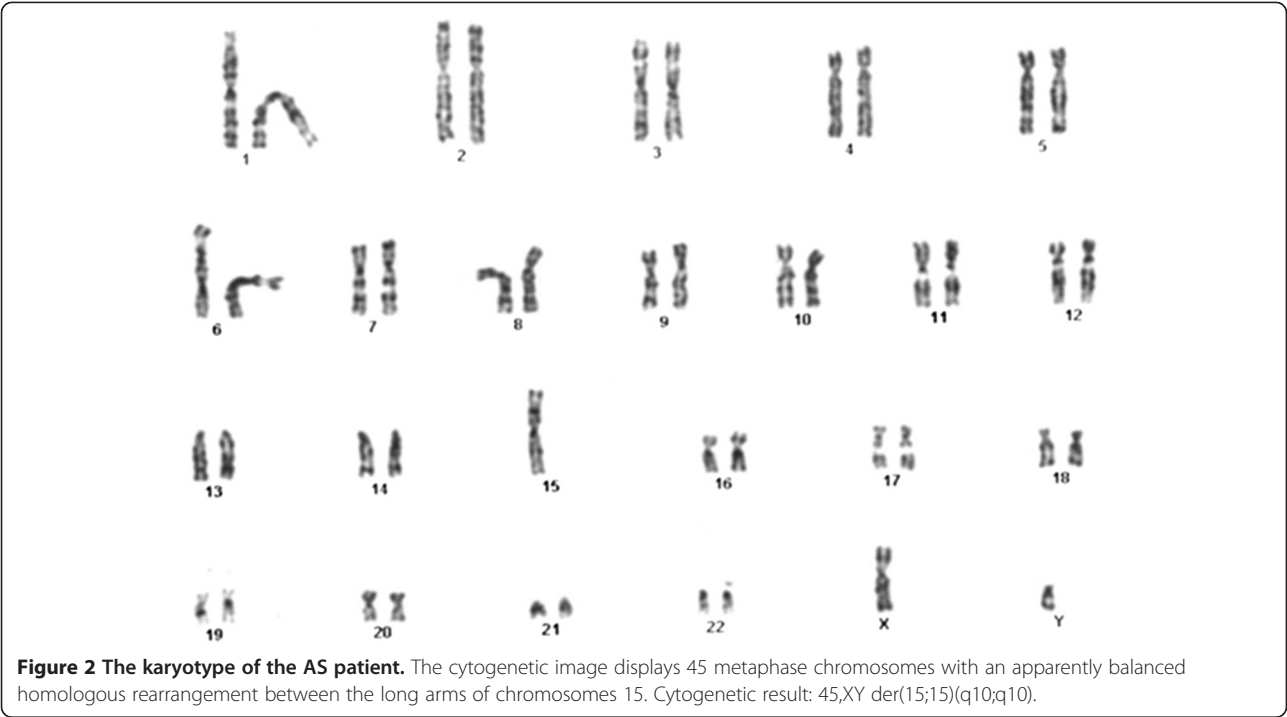 1 2 3 4 5
6 7 8 9 10 11 12
13 14 15 16 17 18
19 20 21 22 X Y
Figure 2 The karyotype of the AS patient. The cytogenetic image displays 45 metaphase chromosomes with an apparently balanced
homologous rearrangement between the long arms of chromosomes 15. Cytogenetic result: 45,XY der(15;15)(q10;q10).